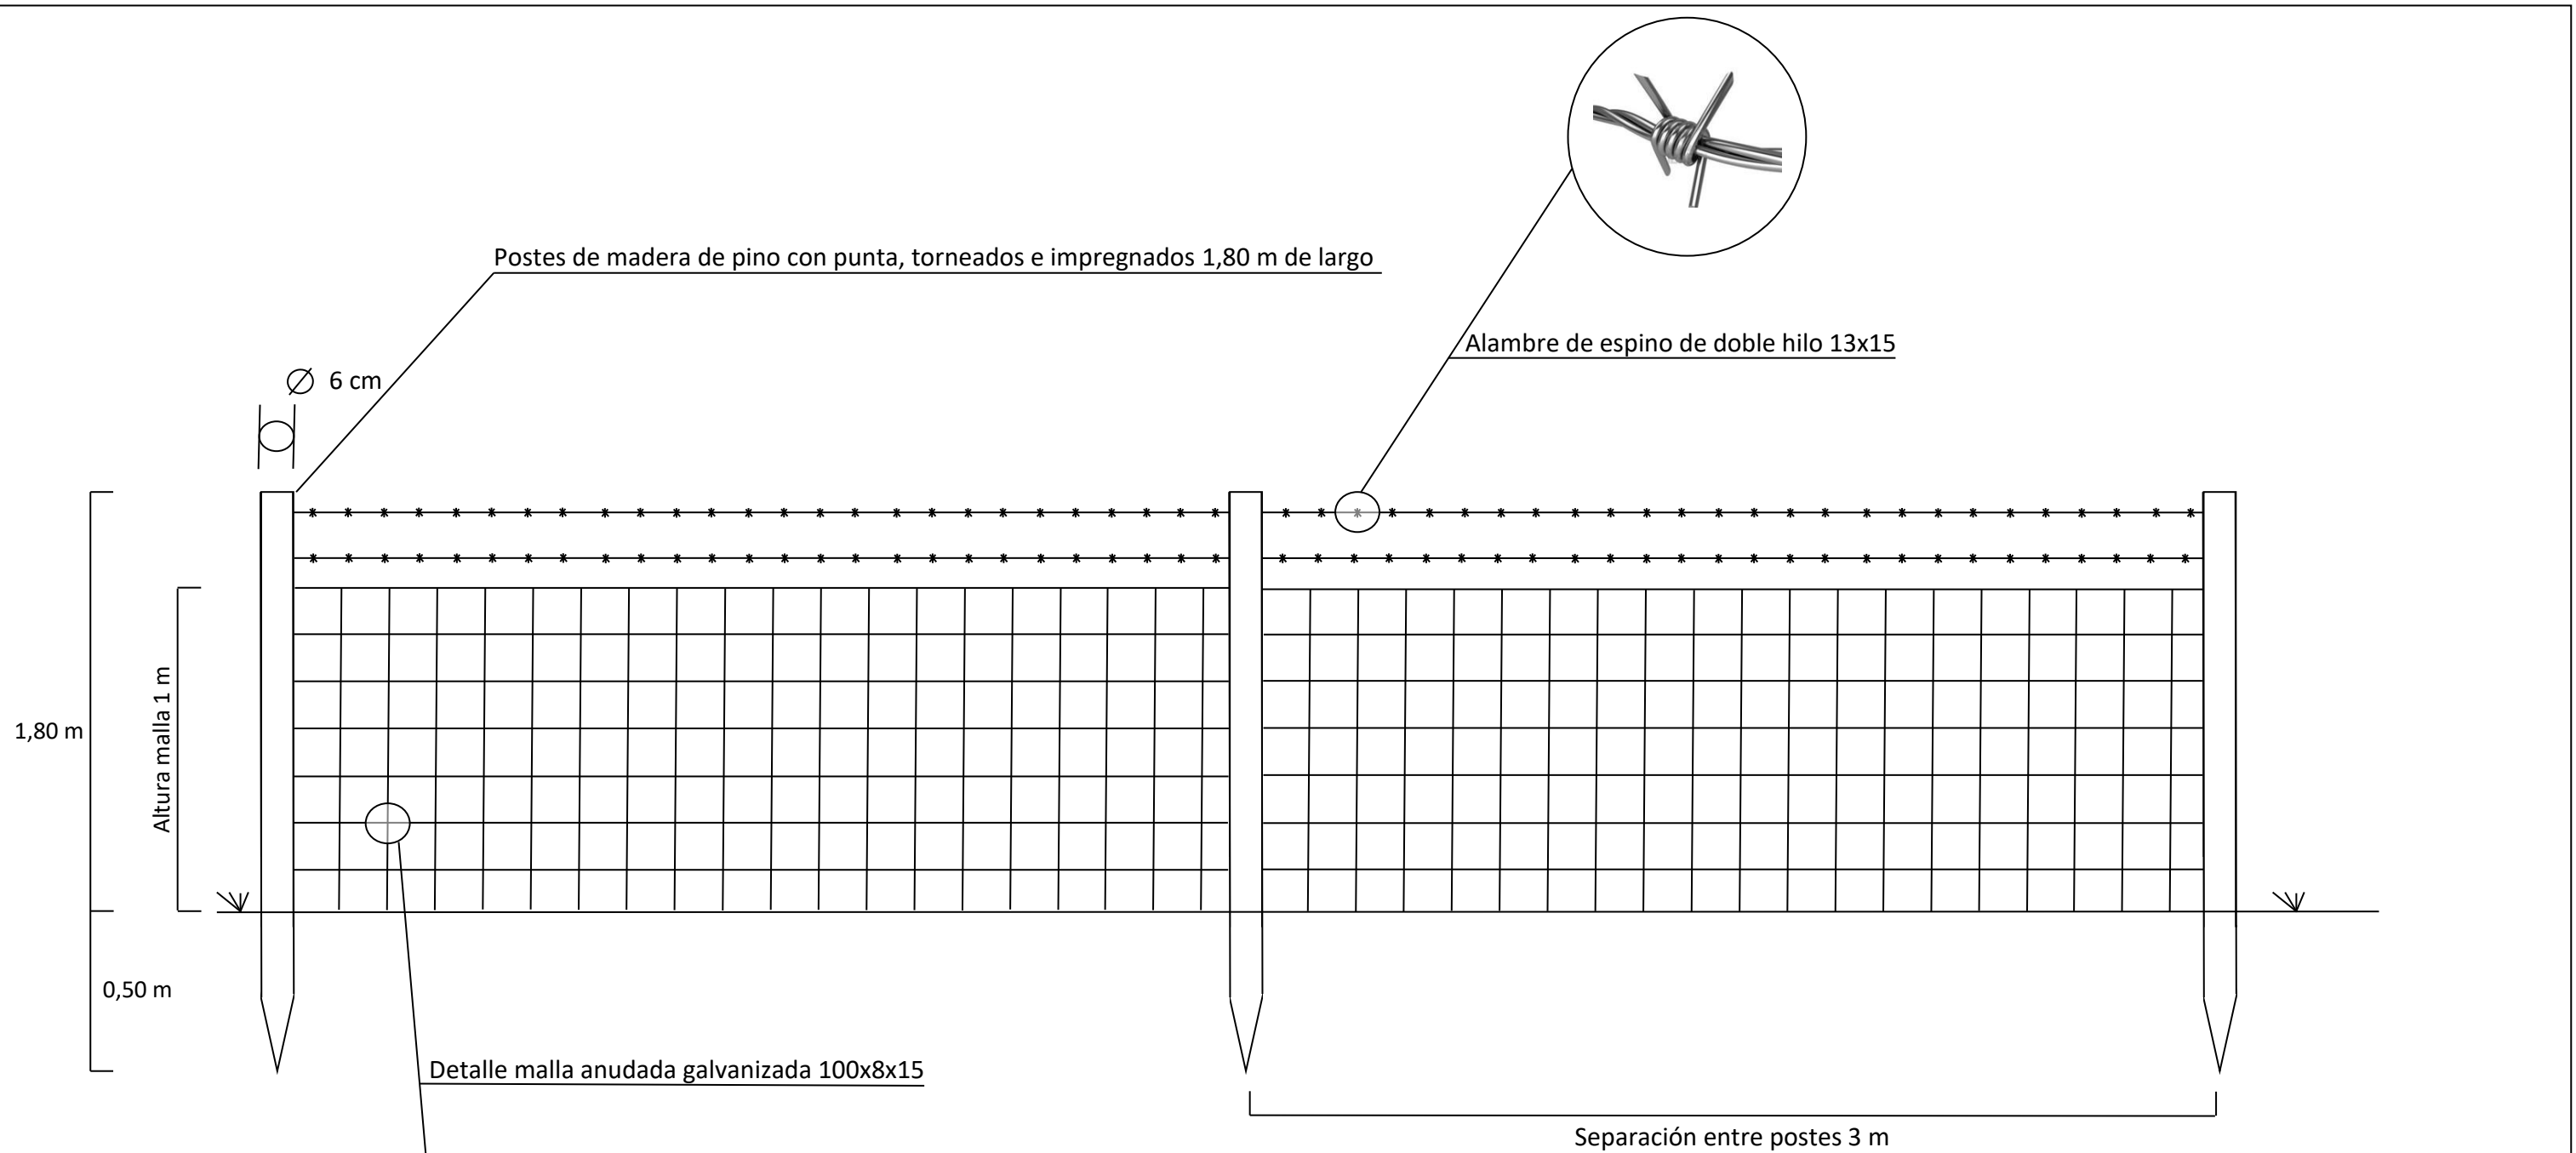 Postes de madera de pino con punta, torneados e impregnados 1,80 m de largo
Alambre de espino de doble hilo 13x15
6 cm
1,80 m
Altura malla 1 m
0,50 m
Detalle malla anudada galvanizada 100x8x15
Separación entre postes 3 m